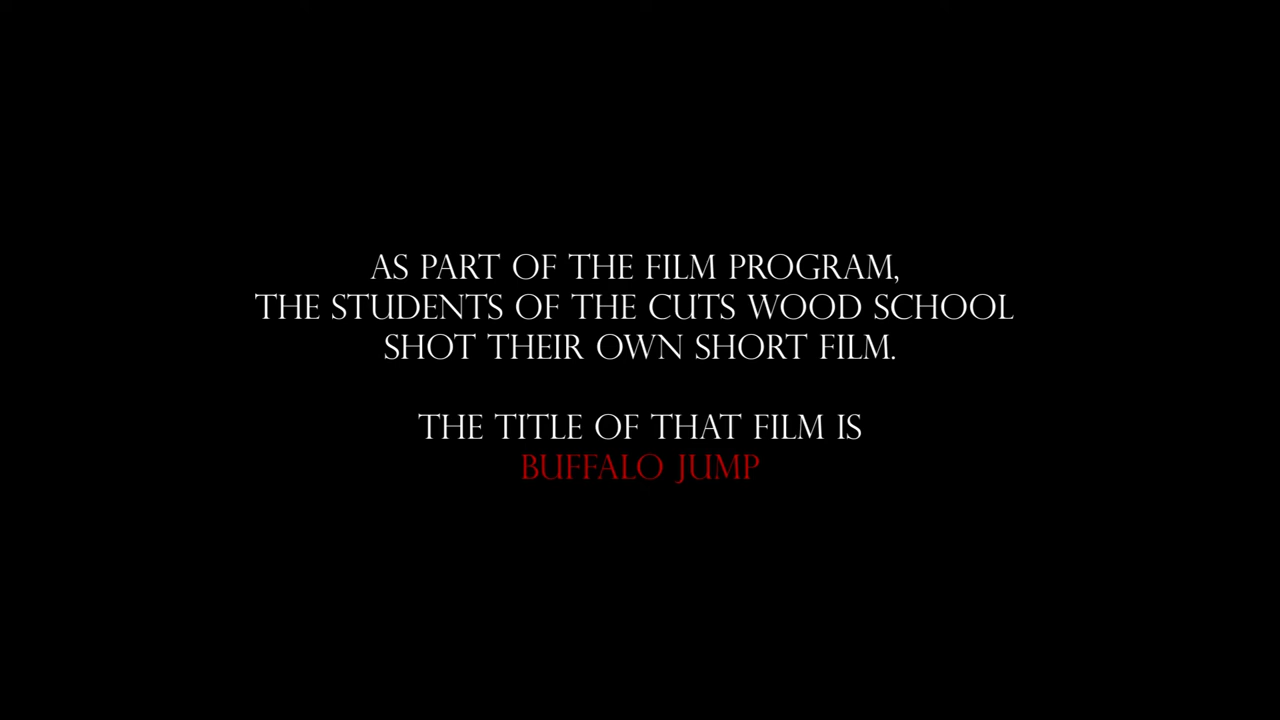 AS PART OF THE FILM PROGRAM,
THE STUDENTS OF THE CUTS WOOD SCHOOL
SHOT THEIR OWN SHORT FILM.
THE TITLE OF THAT FILM IS
BUFFALO JUMP